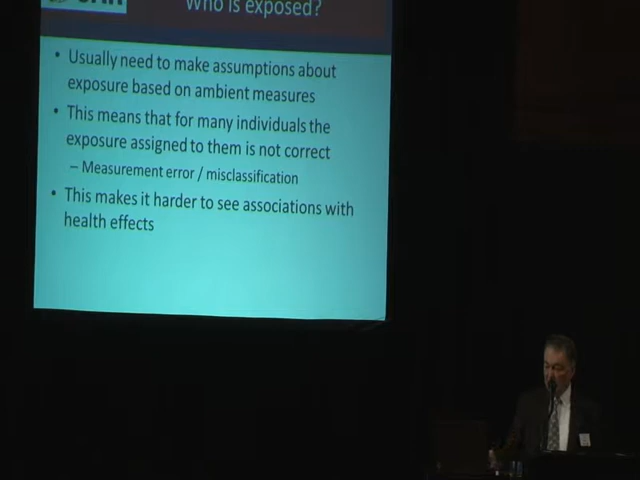 Who is exposed?
• Usually need to make assumptions about
exposure based on ambient measures
• This means that for many individuals the
exposure assigned to them is not correct
– Measurement error / misclassification
• This makes it harder to see associations with
health effects